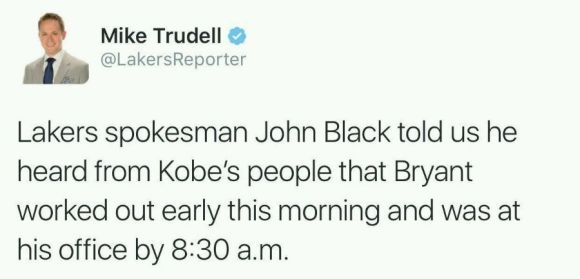 Mike Trudell
@LakersReporter
Lakers spokesman John Black told us he
heard from Kobe's people that Bryant
worked out early this morning and was at
his office by 8:30 a.m.